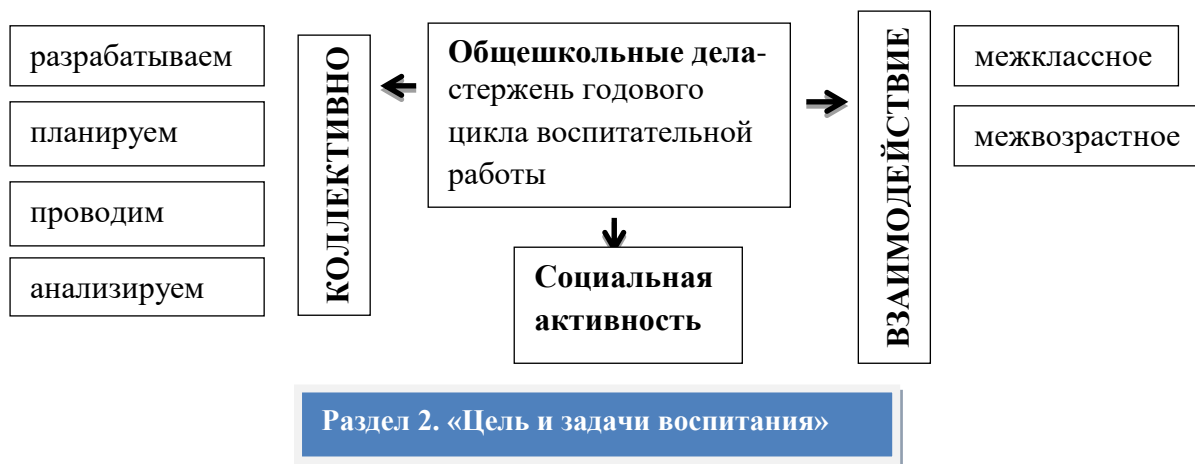 разрабатываем
планируем
проводим
анализируем
КОЛЛЕКТИВНО
Общешкольные дела-
стержень годового
цикла воспитательной
работы
Социальная
активность
ВЗАИМОДЕЙСТВИЕ
межклассное
межвозрастное
Раздел 2. «Цель и задачи воспитания»